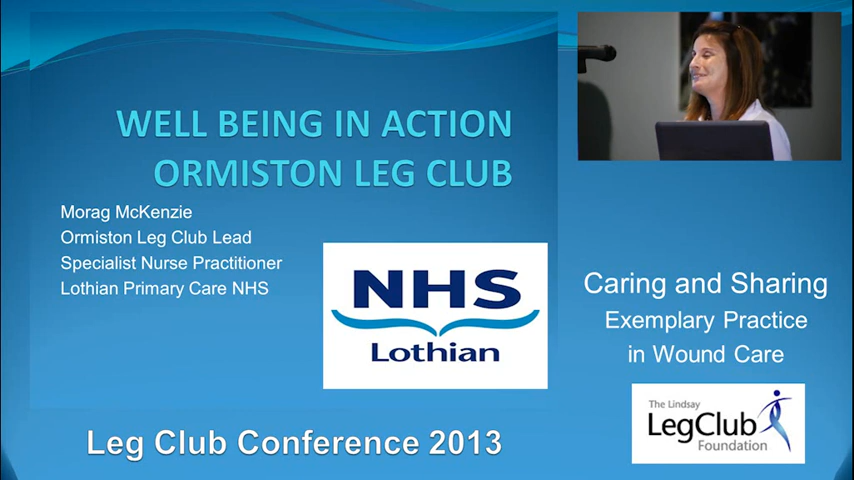 WELL BEING IN ACTION
ORMISTON LEG CLUB
Morag McKenzie
Ormiston Leg Club Lead
Specialist Nurse Practitioner
Lothian Primary Care NHS
NHS
Lothian
Leg Club Conference 2013
Caring and Sharing
Exemplary Practice
in Wound Care
The Lindsay
LegClub
Foundation